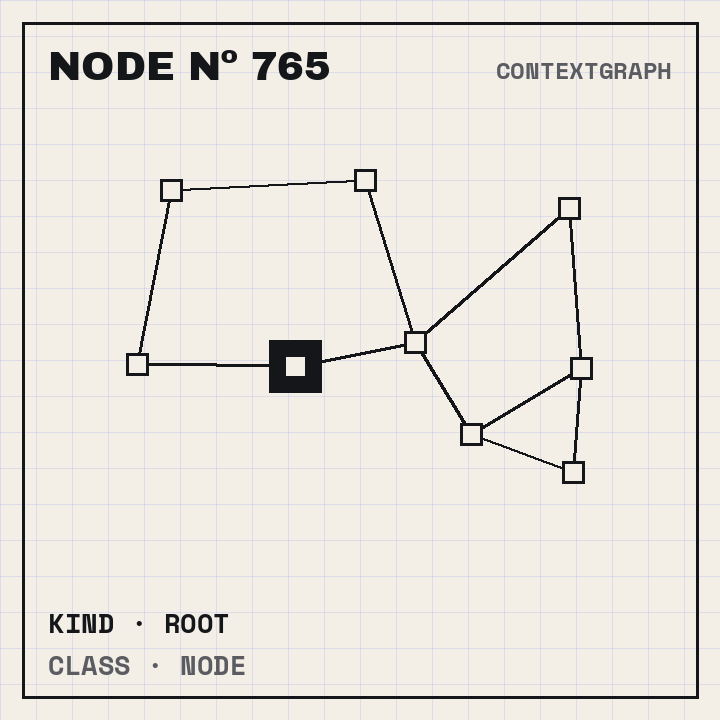 NODE Nº 765
CONTEXTGRAPH
KIND · ROOT
CLASS · NODE